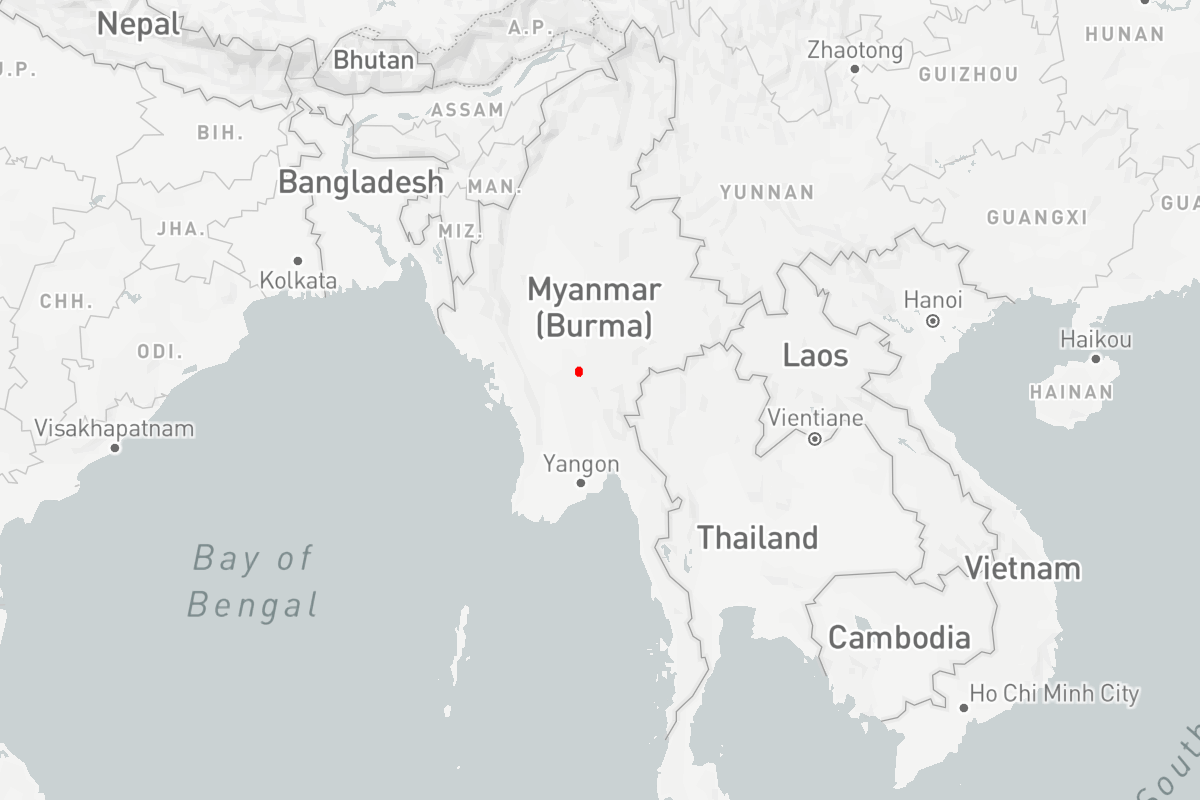 Nepal
A.P.
Bhutan
Zhaotong
HUNAN
GUIZHOU
U.P.
ASSAM
BIH.
Bangladesh
MAN.
YUNNAN
GUANGXI
GUA
JHA.
MIZ.
Kolkata
Myanmar
(Burma)
CHH.
Hanoi
Haikou
ODI.
Laos
HAINAN
Visakhapatnam
Vientiane
Yangon
Bay of
Bengal
Thailand
Vietnam
Cambodia
Ho Chi Minh City
South